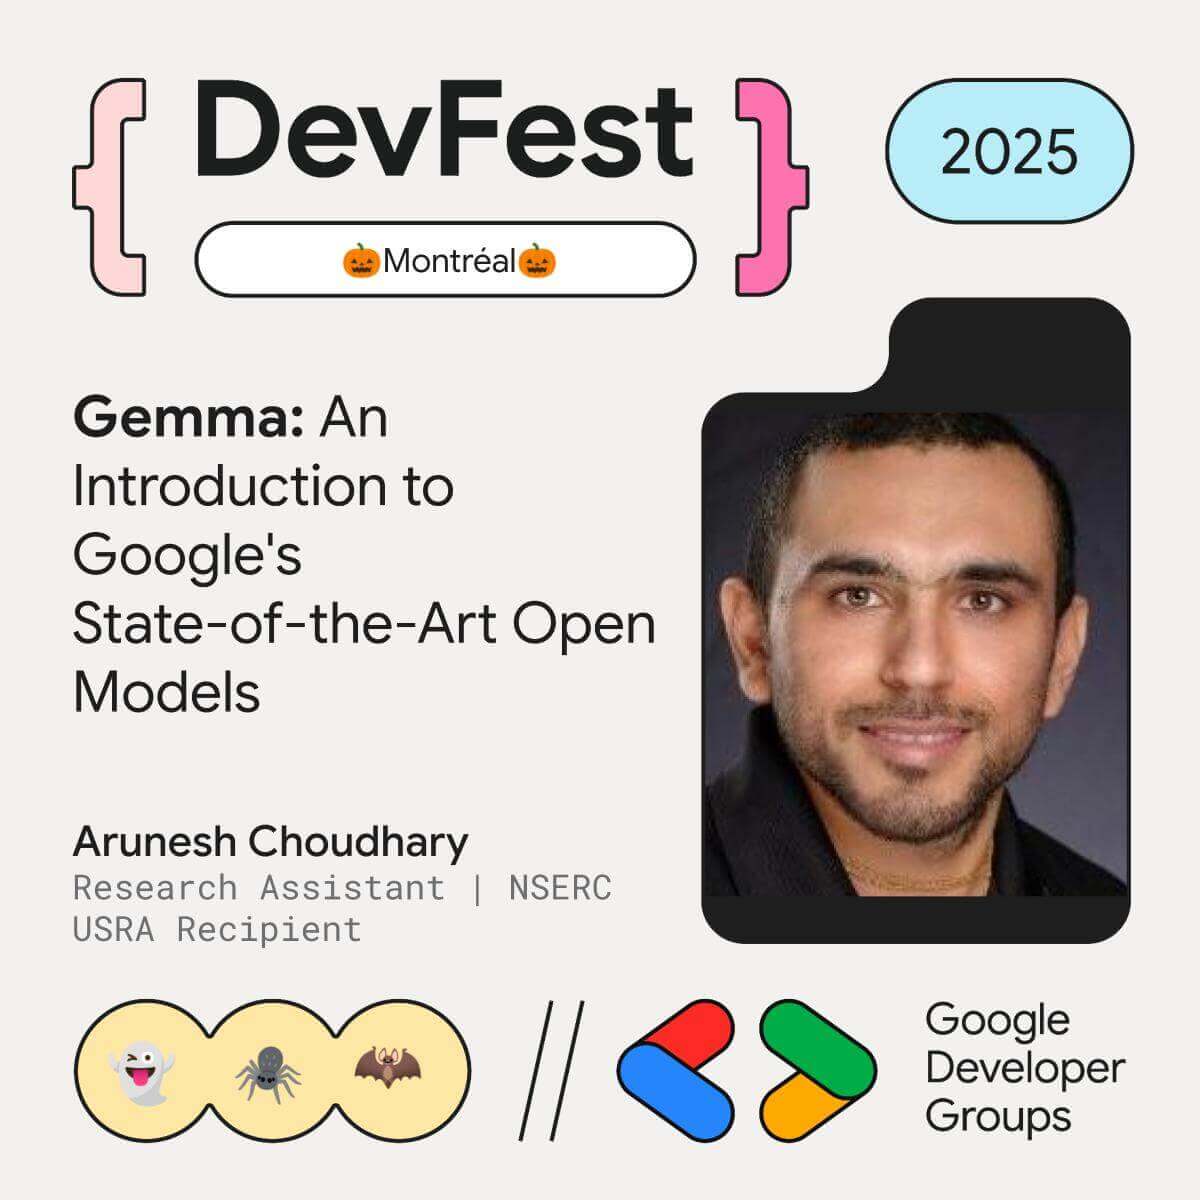 DevFest
2025
🎃Montréal🎃
Gemma: An
Introduction to
Google's
State-of-the-Art Open
Models
Arunesh Choudhary
Research Assistant | NSERC
USRA Recipient
Google
Developer
Groups